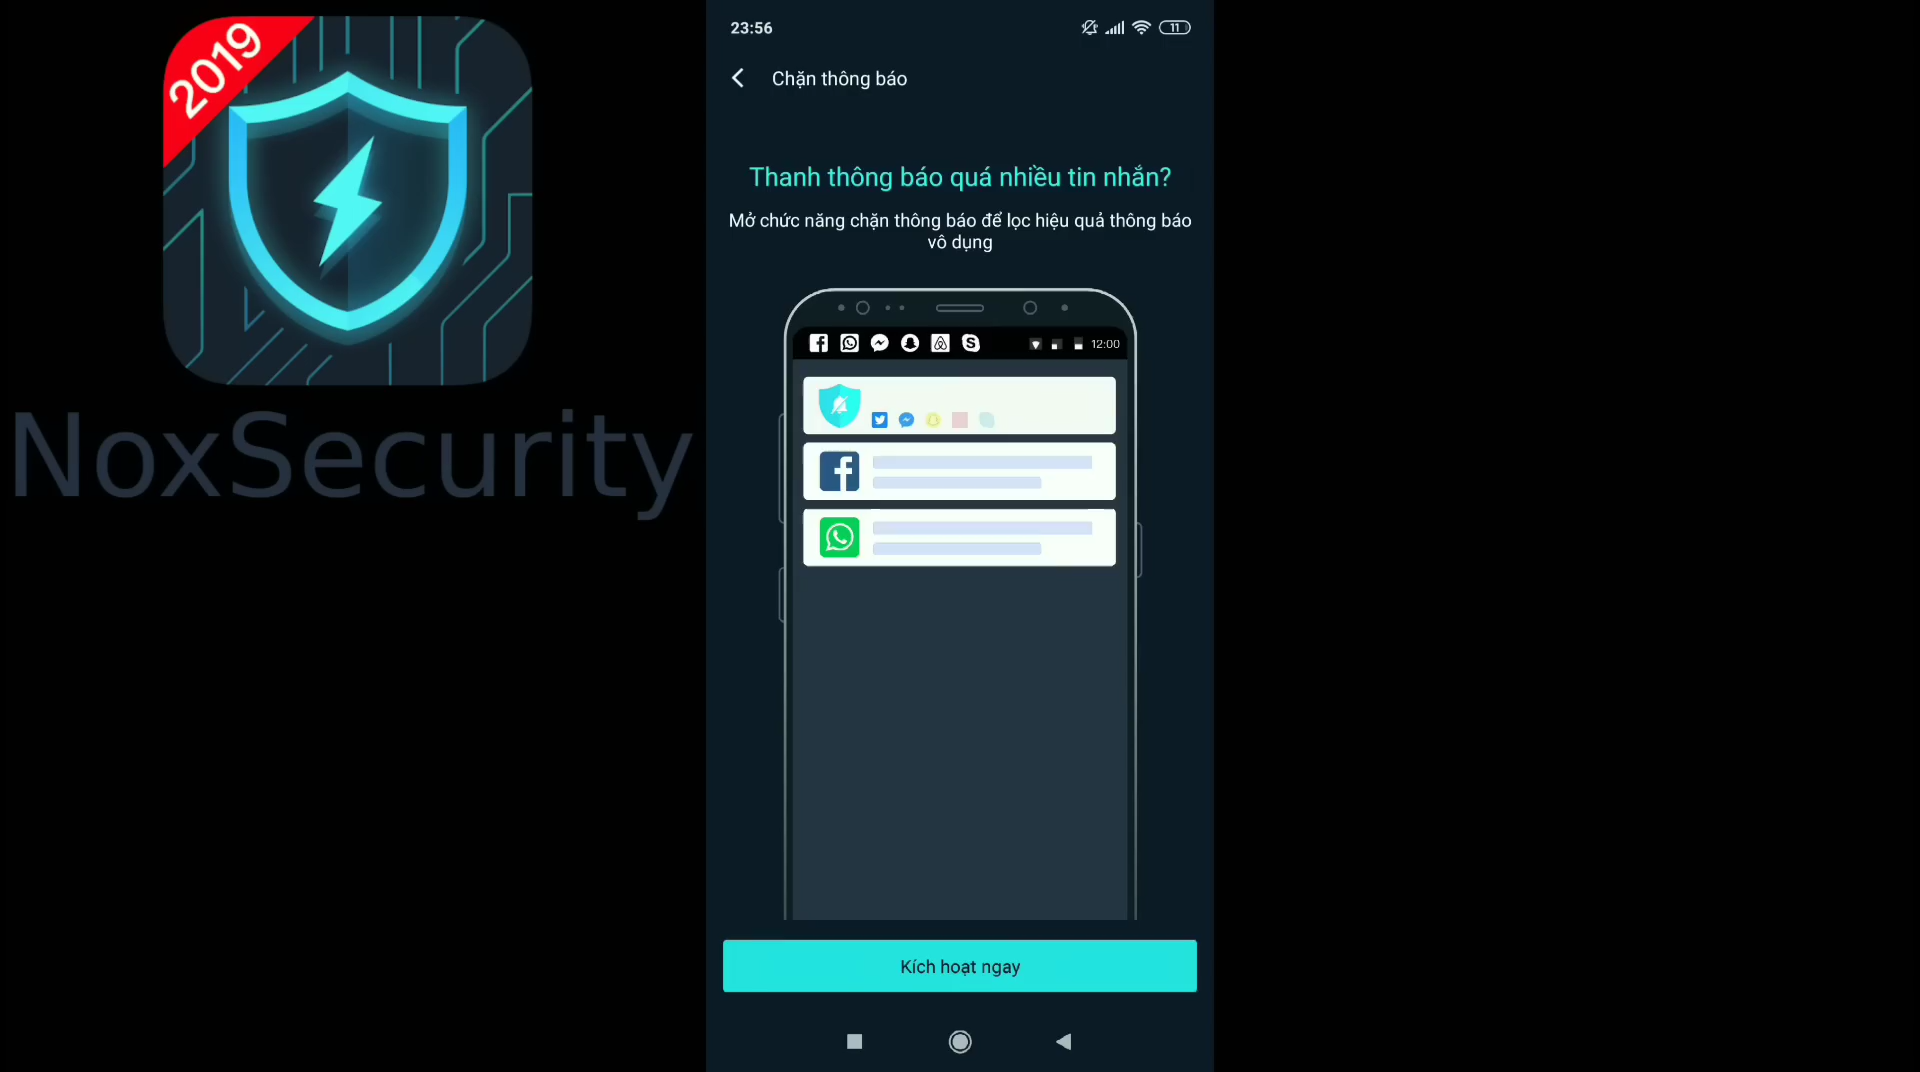 2019
NoxSecurity
23:56
11
Chặn thông báo
Thanh thông báo quá nhiều tin nhắn?
Mở chức năng chặn thông báo để lọc hiệu quả thông báo
vô dụng
12:00
Kích hoạt ngay